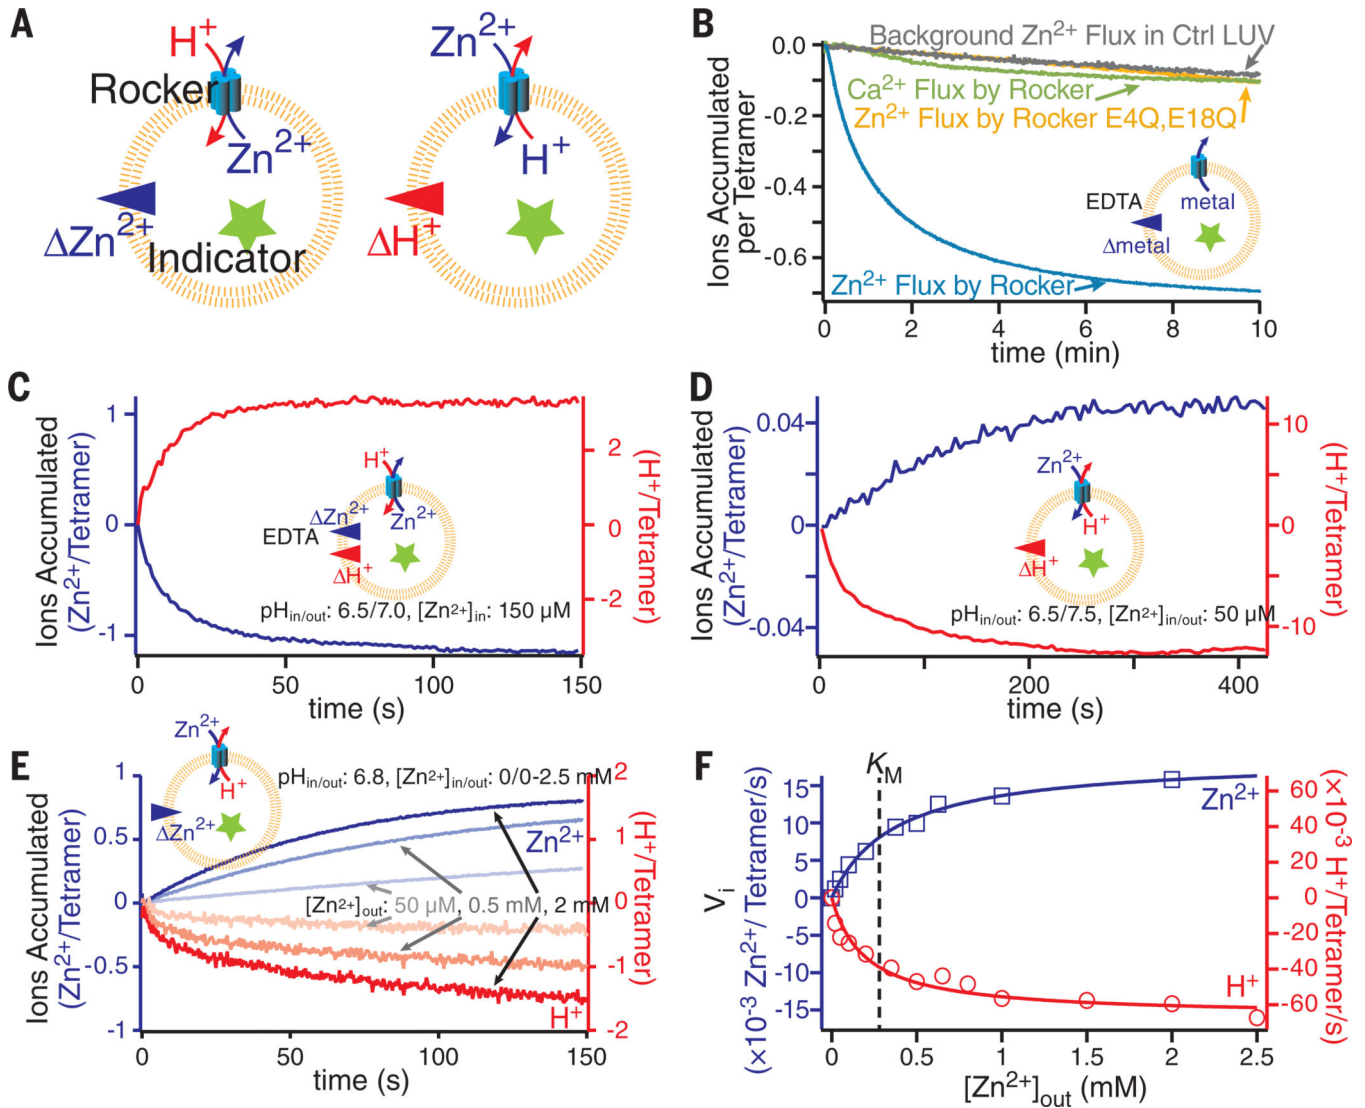 A
H+
Rocker
Zn2+
ΔZn2+
Indicator
Zn2+
H+
ΔH+
B
Ions Accumulated
per Tetramer
0.0
-0.2
-0.4
-0.6
Background Zn2+ Flux in Ctrl LUV
Ca2+ Flux by Rocker
Zn2+ Flux by Rocker E4Q,E18Q
EDTA
metal
Δmetal
Zn2+ Flux by Rocker
0 2 4 6 8 10
time (min)
C
Ions Accumulated
(Zn2+/Tetramer)
1
0
-1
H+
ΔZn2+
Zn2+
EDTA
ΔH+
pHin/out: 6.5/7.0, [Zn2+]in: 150 µM
2
0
-2
(H+/Tetramer)
0 50 100 150
time (s)
D
Ions Accumulated
(Zn2+/Tetramer)
0.04
0
-0.04
Zn2+
H+
ΔH+
pHin/out: 6.5/7.5, [Zn2+]in/out: 50 µM
10
0
-10
(H+/Tetramer)
0 200 400
time (s)
E
Ions Accumulated
(Zn2+/Tetramer)
1
0.5
0
-0.5
-1
Zn2+
H+
ΔZn2+
pHin/out: 6.8, [Zn2+]in/out: 0/0-2.5 mM
Zn2+
[Zn2+]out: 50 µM, 0.5 mM, 2 mM
H+
2
1
0
-1
-2
(H+/Tetramer)
0 50 100 150
time (s)
F
Vi
(×10-3 Zn2+/ Tetramer/s)
15
10
5
0
-5
-10
-15
KM
Zn2+
H+
60
40
20
0
-20
-40
-60
(×10-3 H+/Tetramer/s)
0 0.5 1.0 1.5 2.0 2.5
[Zn2+]out (mM)